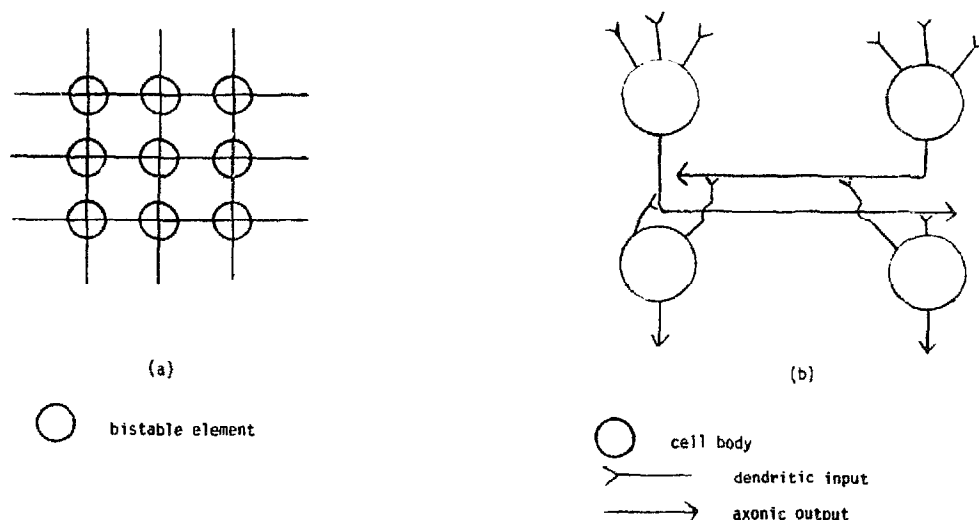 (a)
bistable element
(b)
cell body
dendritic input
axonic output